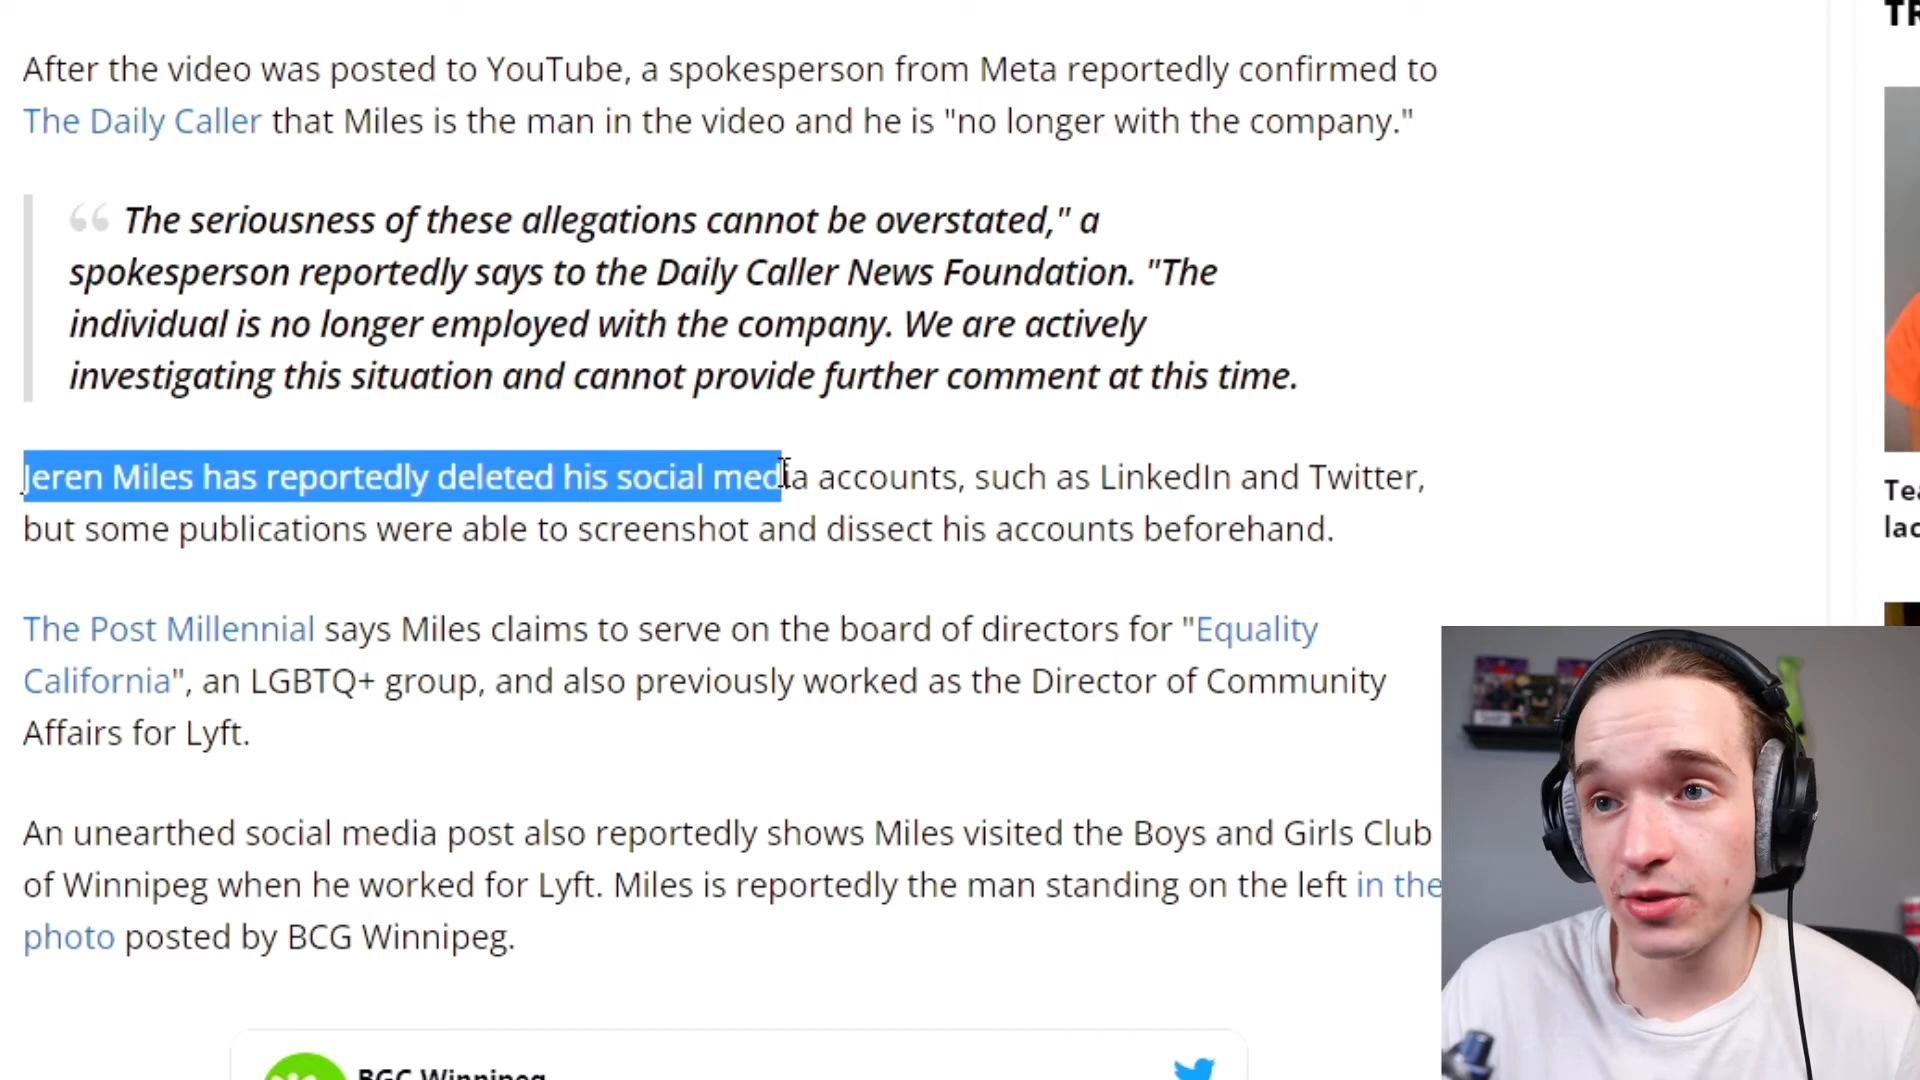 After the video was posted to YouTube, a spokesperson from Meta reportedly confirmed to
The Daily Caller that Miles is the man in the video and he is "no longer with the company."
The seriousness of these allegations cannot be overstated," a
spokesperson reportedly says to the Daily Caller News Foundation. "The
individual is no longer employed with the company. We are actively
investigating this situation and cannot provide further comment at this time.
Jeren Miles has reportedly deleted his social media accounts, such as LinkedIn and Twitter,
but some publications were able to screenshot and dissect his accounts beforehand.
The Post Millennial says Miles claims to serve on the board of directors for "Equality
California", an LGBTQ+ group, and also previously worked as the Director of Community
Affairs for Lyft.
An unearthed social media post also reportedly shows Miles visited the Boys and Girls Club
of Winnipeg when he worked for Lyft. Miles is reportedly the man standing on the left in the
photo posted by BCG Winnipeg.
BGC Winnipeg